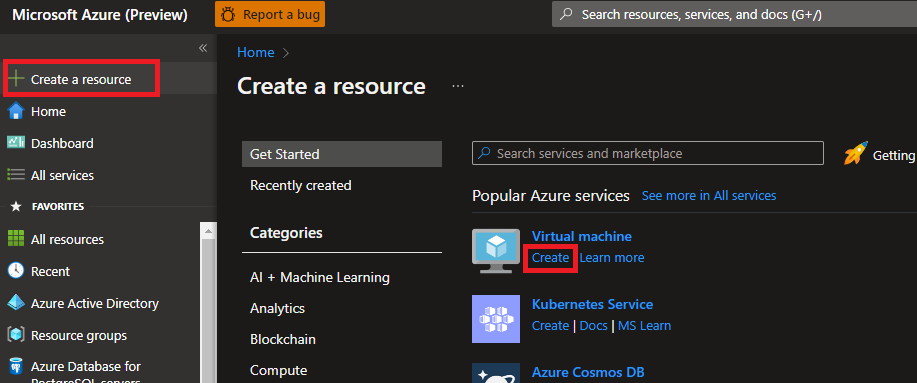 Microsoft Azure (Preview)
Report a bug
Search resources, services, and docs (G+/)
«
Create a resource
Home
Dashboard
All services
FAVORITES
All resources
Recent
Azure Active Directory
Resource groups
Azure Database for
PostgreSQL servers
Home >
Create a resource ...
Get Started
Recently created
Categories
AI + Machine Learning
Analytics
Blockchain
Compute
Search services and marketplace
Getting
Popular Azure services See more in All services
Virtual machine
Create Learn more
Kubernetes Service
Create | Docs | MS Learn
Azure Cosmos DB